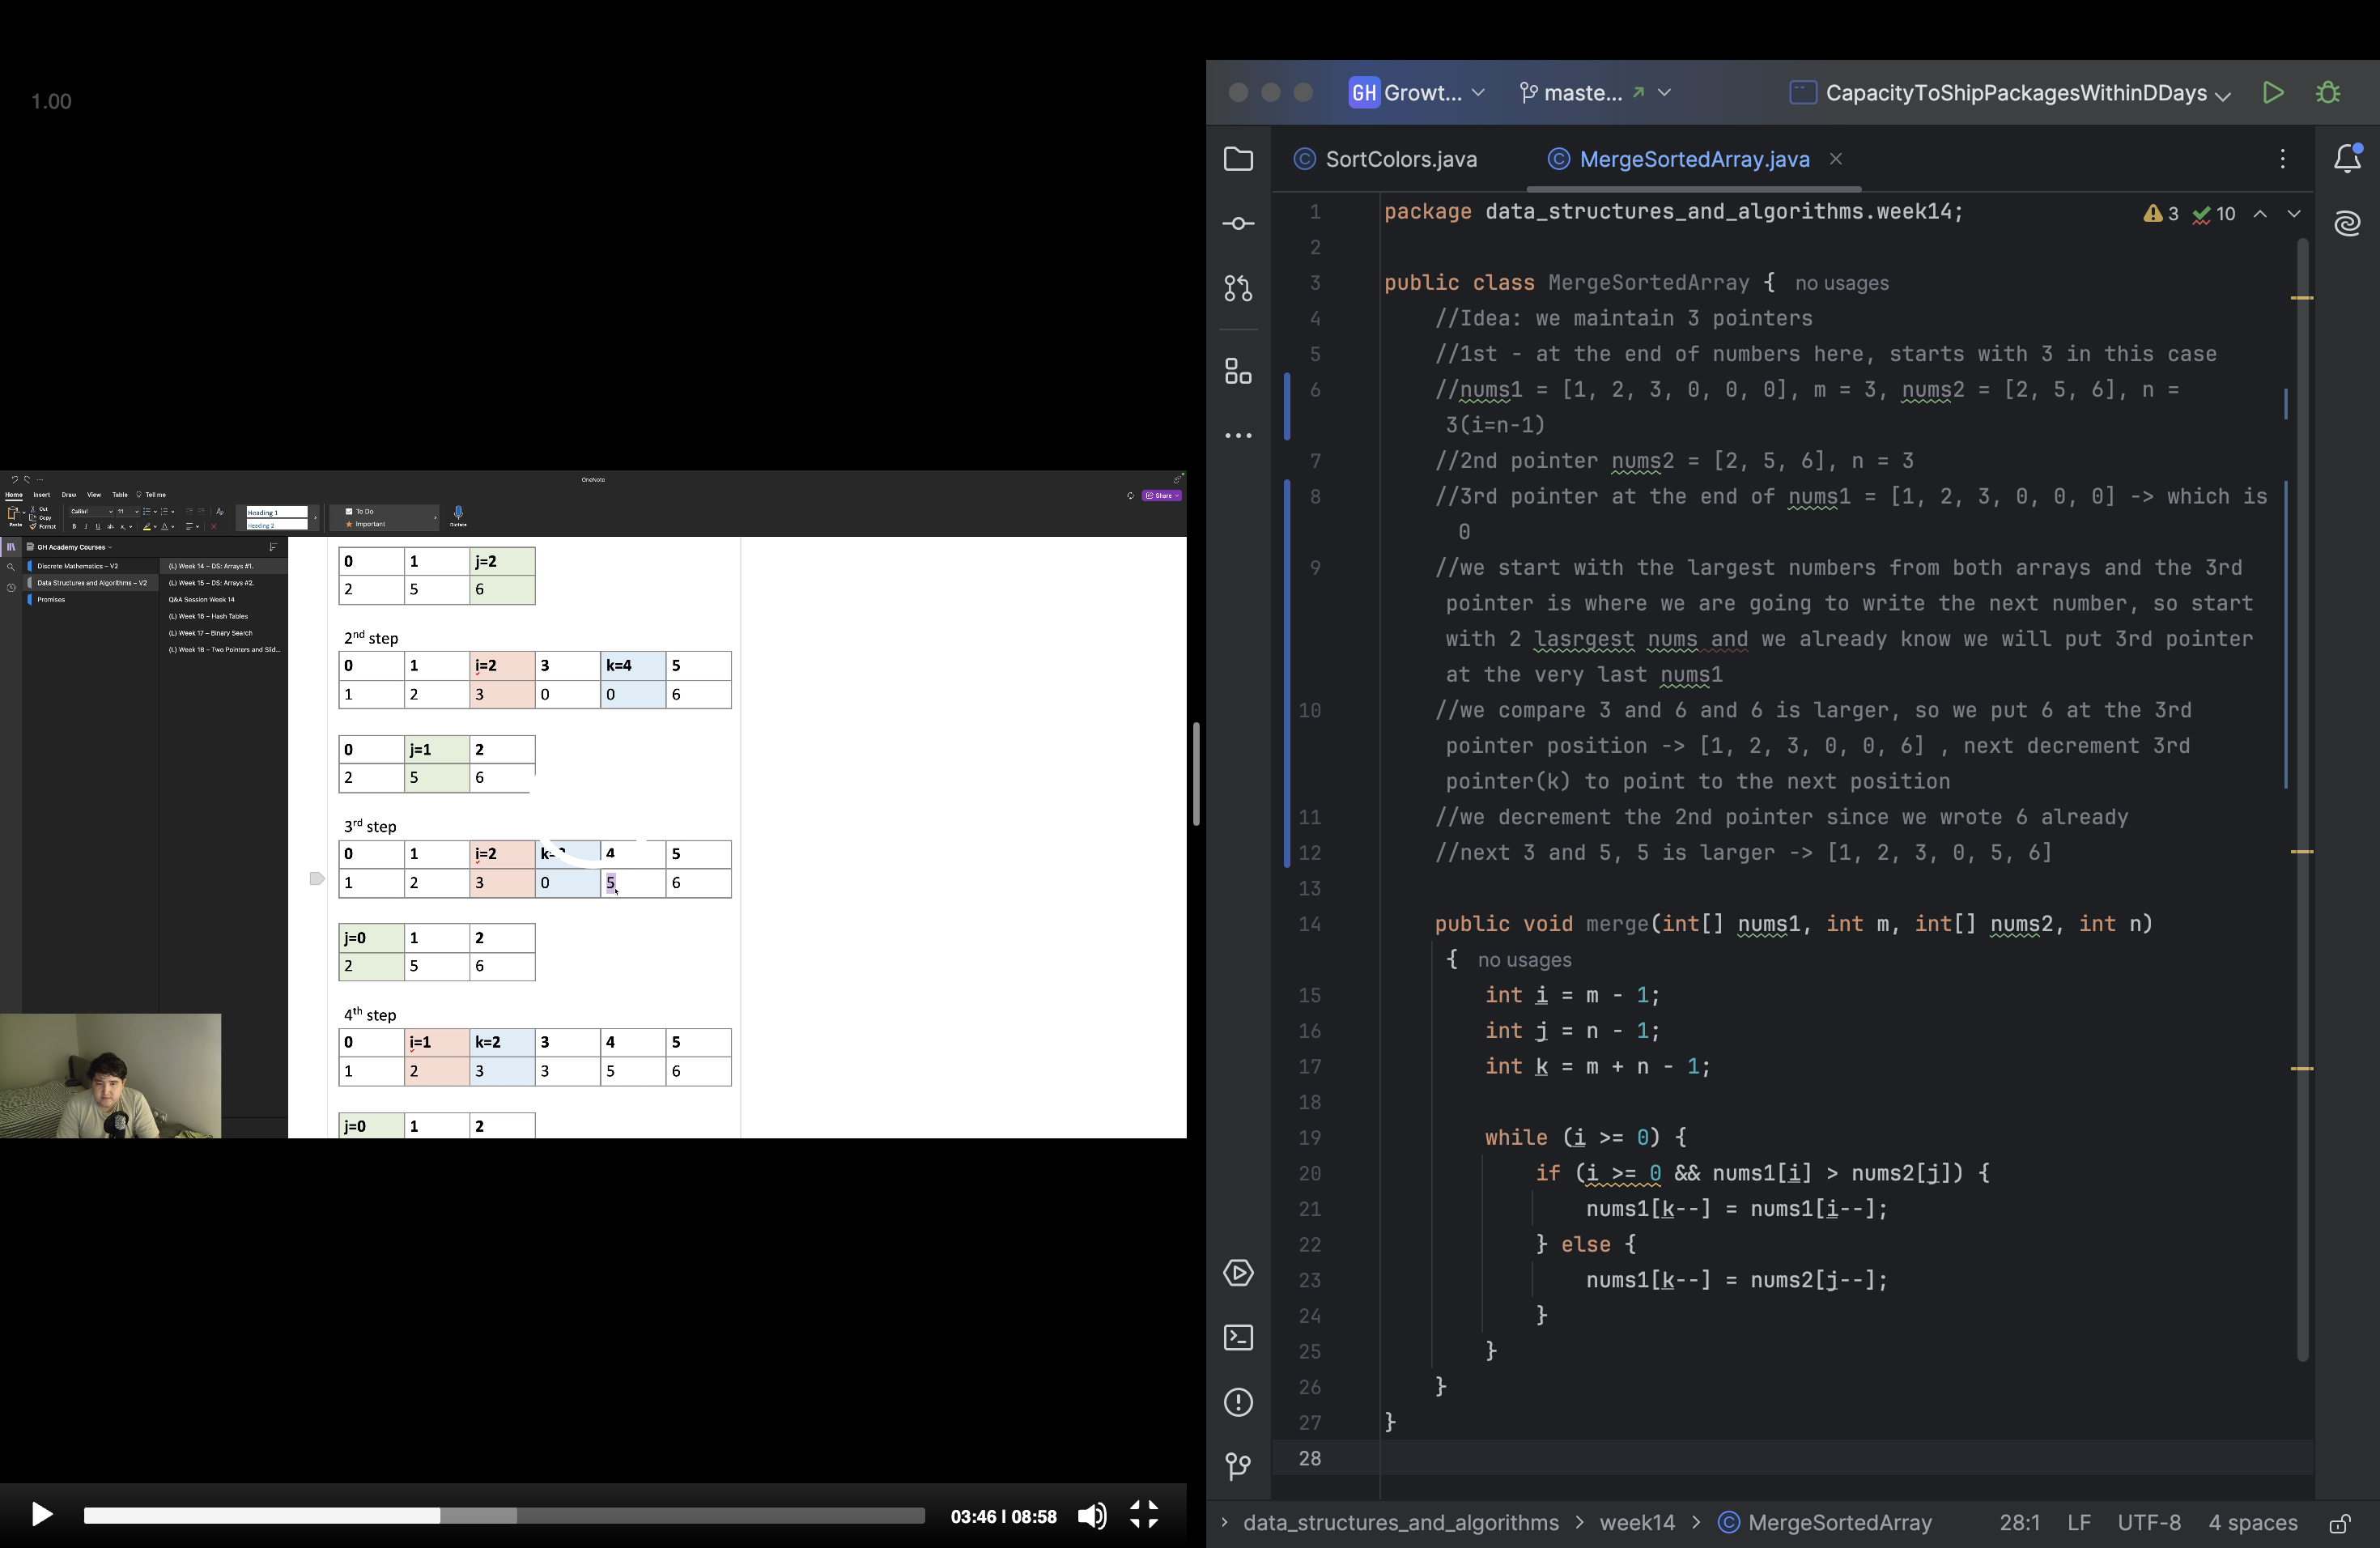 1.00
OneNote
Home Insert Draw View Table Tell me
Share
Paste
Cut
Copy
Format
Calibri 11
B I U ab
Heading 1
Heading 2
To Do
Important
Dictate
GH Academy Courses
Discrete Mathematics – V2
Data Structures and Algorithms – V2
Promises
(L) Week 14 – DS: Arrays #1.
(L) Week 15 – DS: Arrays #2.
Q&A Session Week 14
(L) Week 16 – Hash Tables
(L) Week 17 – Binary Search
(L) Week 18 – Two Pointers and Slid...
0 1 j=2
2 5 6
2nd step
0 1 i=2 3 k=4 5
1 2 3 0 0 6
0 j=1 2
2 5 6
3rd step
0 1 i=2 4 5
1 2 3 0 5 6
j=0 1 2
2 5 6
4th step
0 i=1 k=2 3 4 5
1 2 3 3 5 6
j=0 1 2
03:46 | 08:58
GH Growt... maste... CapacityToShipPackagesWithinDDays
SortColors.java MergeSortedArray.java
3 10
1 package data_structures_and_algorithms.week14;
2
3 public class MergeSortedArray { no usages
4 //Idea: we maintain 3 pointers
5 //1st - at the end of numbers here, starts with 3 in this case
6 //nums1 = [1, 2, 3, 0, 0, 0], m = 3, nums2 = [2, 5, 6], n =
3(i=n-1)
7 //2nd pointer nums2 = [2, 5, 6], n = 3
8 //3rd pointer at the end of nums1 = [1, 2, 3, 0, 0, 0] -> which is
0
9 //we start with the largest numbers from both arrays and the 3rd
pointer is where we are going to write the next number, so start
with 2 lasrgest nums and we already know we will put 3rd pointer
at the very last nums1
10 //we compare 3 and 6 and 6 is larger, so we put 6 at the 3rd
pointer position -> [1, 2, 3, 0, 0, 6] , next decrement 3rd
pointer(k) to point to the next position
11 //we decrement the 2nd pointer since we wrote 6 already
12 //next 3 and 5, 5 is larger -> [1, 2, 3, 0, 5, 6]
13
14 public void merge(int[] nums1, int m, int[] nums2, int n)
{ no usages
15 int i = m - 1;
16 int j = n - 1;
17 int k = m + n - 1;
18
19 while (i >= 0) {
20 if (i >= 0 && nums1[i] > nums2[j]) {
21 nums1[k--] = nums1[i--];
22 } else {
23 nums1[k--] = nums2[j--];
24 }
25 }
26 }
27 }
28
data_structures_and_algorithms > week14 > MergeSortedArray 28:1 LF UTF-8 4 spaces